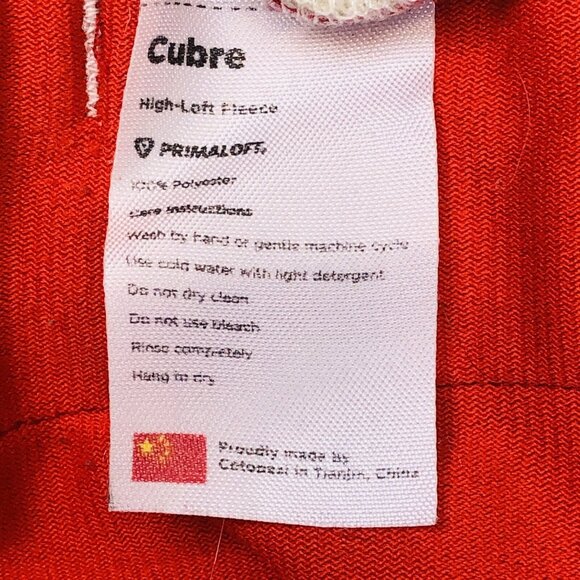 Cubre
High-Loft Fleece
PRIMALOFT®
100% Polyester
Care Instructions
Wash by hand or gentle machine cycle
Use cold water with light detergent
Do not dry clean
Do not use bleach
Rinse completely
Hang to dry
Proudly made by
Cotopaxi in Tianjin, China